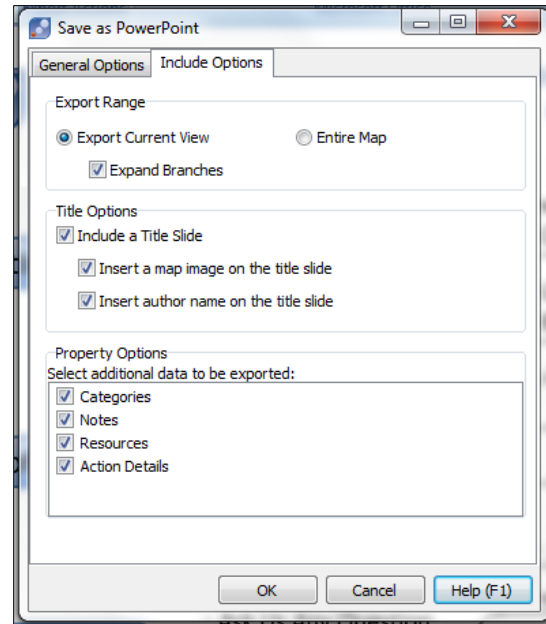 Save as PowerPoint
General Options Include Options
Export Range
Export Current View Entire Map
Expand Branches
Title Options
Include a Title Slide
Insert a map image on the title slide
Insert author name on the title slide
Property Options
Select additional data to be exported:
Categories
Notes
Resources
Action Details
OK Cancel Help (F1)